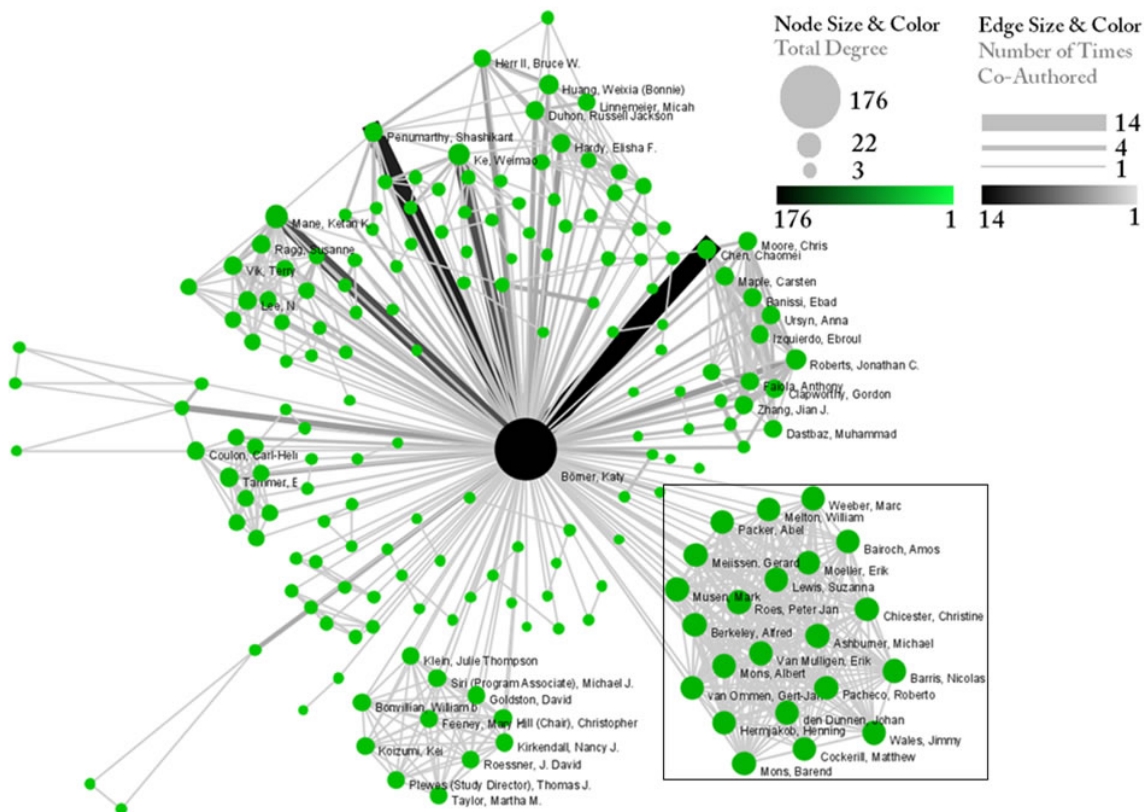 Node Size & Color
Total Degree
176
22
3
176
1
Edge Size & Color
Number of Times
Co-Authored
14
4
1
14
1
Herr II, Bruce W.
Huang, Weixia (Bonnie)
Linnemeier, Micah
Duhon, Russell Jackson
Penumarthy, Shashikant
Hardy, Elisha F.
Ke, Weimao
Mane, Ketan K.
Ragg, Susanne
Vik, Terry
Lee, N
Moore, Chris
Chen, Chaomei
Maple, Carsten
Banissi, Ebad
Ursyn, Anna
Izquierdo, Ebroul
Roberts, Jonathan C.
Faiola, Anthony
Clapworthy, Gordon
Zhang, Jian J.
Dastbaz, Muhammad
Coulon, Carl-Heli
Tammer, E
Börner, Katy
Weeber, Marc
Melton, William
Packer, Abel
Bairoch, Amos
Meiissen, Gerard
Moeller, Erik
Lewis, Suzanna
Musen, Mark
Roes, Peter Jan
Chicester, Christine
Berkeley, Alfred
Ashburner, Michael
Van Mulligen, Erik
Mons, Albert
Barris, Nicolas
van Ommen, Gert-Jan
Pacheco, Roberto
den Dunnen, Johan
Hermjakob, Henning
Wales, Jimmy
Cockerill, Matthew
Mons, Barend
Klein, Julie Thompson
Siri (Program Associate), Michael J.
Goldston, David
Bonvillian, William b
Feeney, Mary
Hill (Chair), Christopher
Koizumi, Kei
Kirkendall, Nancy J.
Roessner, J. David
Plewes (Study Director), Thomas J.
Taylor, Martha M.